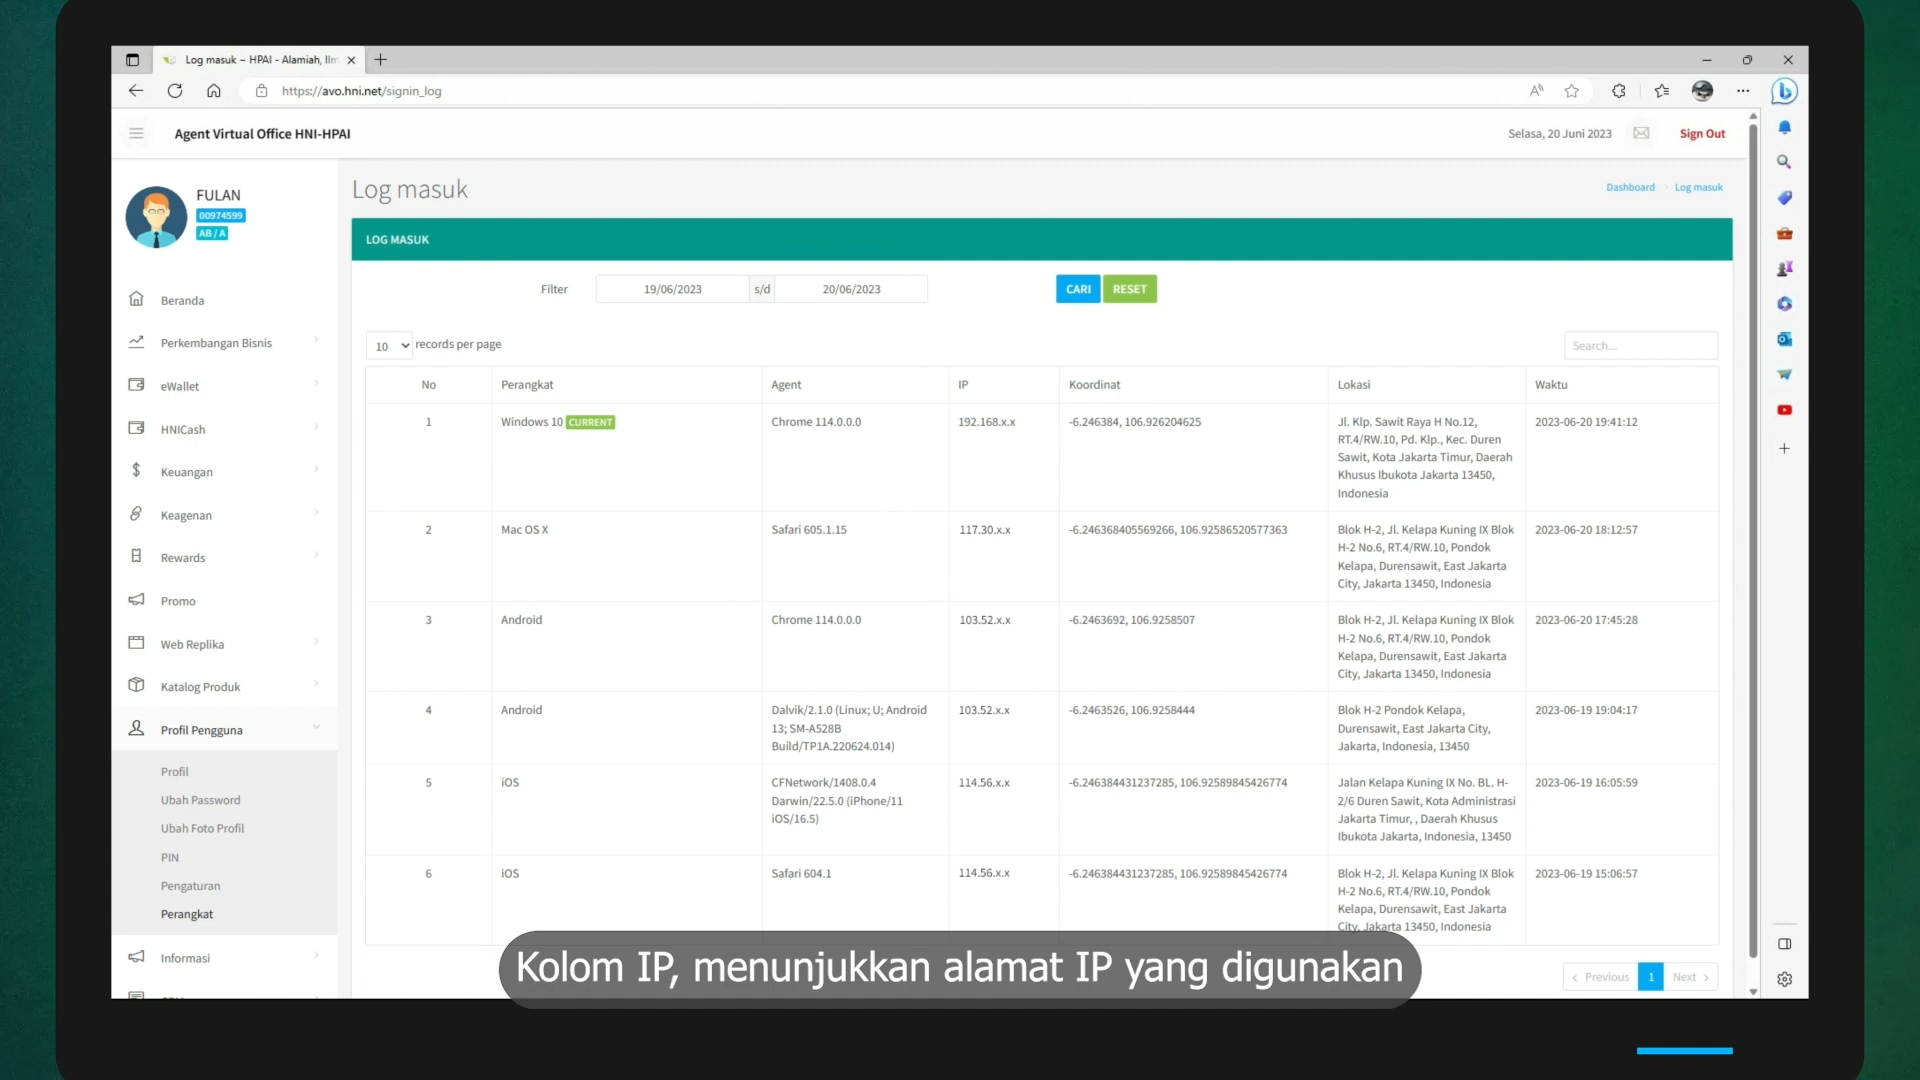 Log masuk – HPAI - Alamiah, Ilm
https://avo.hni.net/signin_log
Agent Virtual Office HNI-HPAI
Selasa, 20 Juni 2023
Sign Out
FULAN
00974599
AB / A
Log masuk
Dashboard
Log masuk
LOG MASUK
Filter
19/06/2023
s/d
20/06/2023
CARI
RESET
10
records per page
Search...
Beranda
Perkembangan Bisnis
eWallet
HNICash
Keuangan
Keagenan
Rewards
Promo
Web Replika
Katalog Produk
Profil Pengguna
Profil
Ubah Password
Ubah Foto Profil
PIN
Pengaturan
Perangkat
Informasi
No Perangkat Agent IP Koordinat Lokasi Waktu
1 Windows 10 CURRENT Chrome 114.0.0.0 192.168.x.x -6.246384, 106.926204625 Jl. Klp. Sawit Raya H No.12, 2023-06-20 19:41:12
RT.4/RW.10, Pd. Klp., Kec. Duren
Sawit, Kota Jakarta Timur, Daerah
Khusus Ibukota Jakarta 13450,
Indonesia
2 Mac OS X Safari 605.1.15 117.30.x.x -6.246368405569266, 106.92586520577363 Blok H-2, Jl. Kelapa Kuning IX Blok 2023-06-20 18:12:57
H-2 No.6, RT.4/RW.10, Pondok
Kelapa, Durensawit, East Jakarta
City, Jakarta 13450, Indonesia
3 Android Chrome 114.0.0.0 103.52.x.x -6.2463692, 106.9258507 Blok H-2, Jl. Kelapa Kuning IX Blok 2023-06-20 17:45:28
H-2 No.6, RT.4/RW.10, Pondok
Kelapa, Durensawit, East Jakarta
City, Jakarta 13450, Indonesia
4 Android Dalvik/2.1.0 (Linux; U; Android 103.52.x.x -6.2463526, 106.9258444 Blok H-2 Pondok Kelapa, 2023-06-19 19:04:17
13; SM-A528B Durensawit, East Jakarta City,
Build/TP1A.220624.014) Jakarta, Indonesia, 13450
5 iOS CFNetwork/1408.0.4 114.56.x.x -6.246384431237285, 106.92589845426774 Jalan Kelapa Kuning IX No. BL. H- 2023-06-19 16:05:59
Darwin/22.5.0 (iPhone/11 2/6 Duren Sawit, Kota Administrasi
iOS/16.5) Jakarta Timur, , Daerah Khusus
Ibukota Jakarta, Indonesia, 13450
6 iOS Safari 604.1 114.56.x.x -6.246384431237285, 106.92589845426774 Blok H-2, Jl. Kelapa Kuning IX Blok 2023-06-19 15:06:57
H-2 No.6, RT.4/RW.10, Pondok
Kelapa, Durensawit, East Jakarta
City, Jakarta 13450, Indonesia
Previous 1 Next
Kolom IP, menunjukkan alamat IP yang digunakan